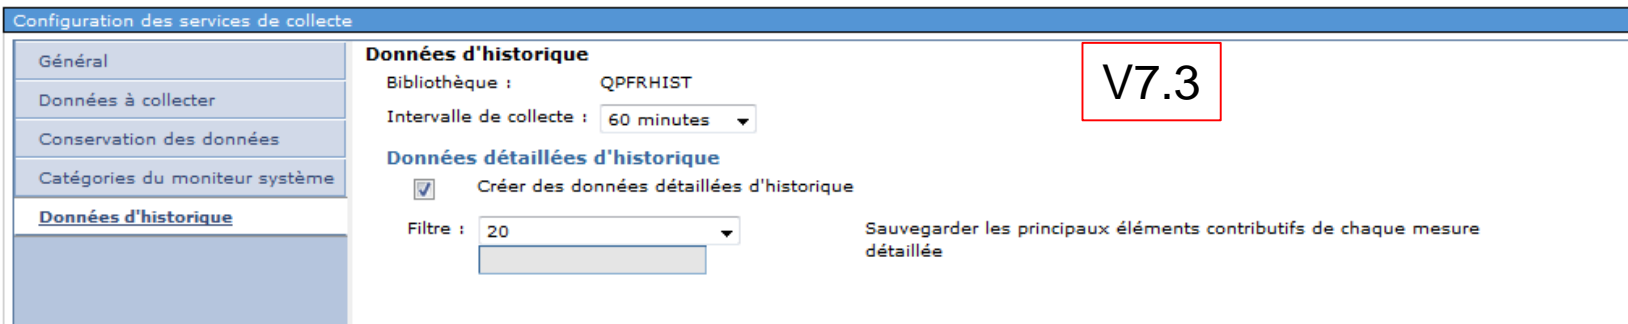 Configuration des services de collecte
Général
Données à collecter
Conservation des données
Catégories du moniteur système
Données d'historique
Données d'historique
Bibliothèque : QPFRHIST
Intervalle de collecte : 60 minutes
Données détaillées d'historique
Créer des données détaillées d'historique
Filtre : 20
Sauvegarder les principaux éléments contributifs de chaque mesure
détaillée
V7.3